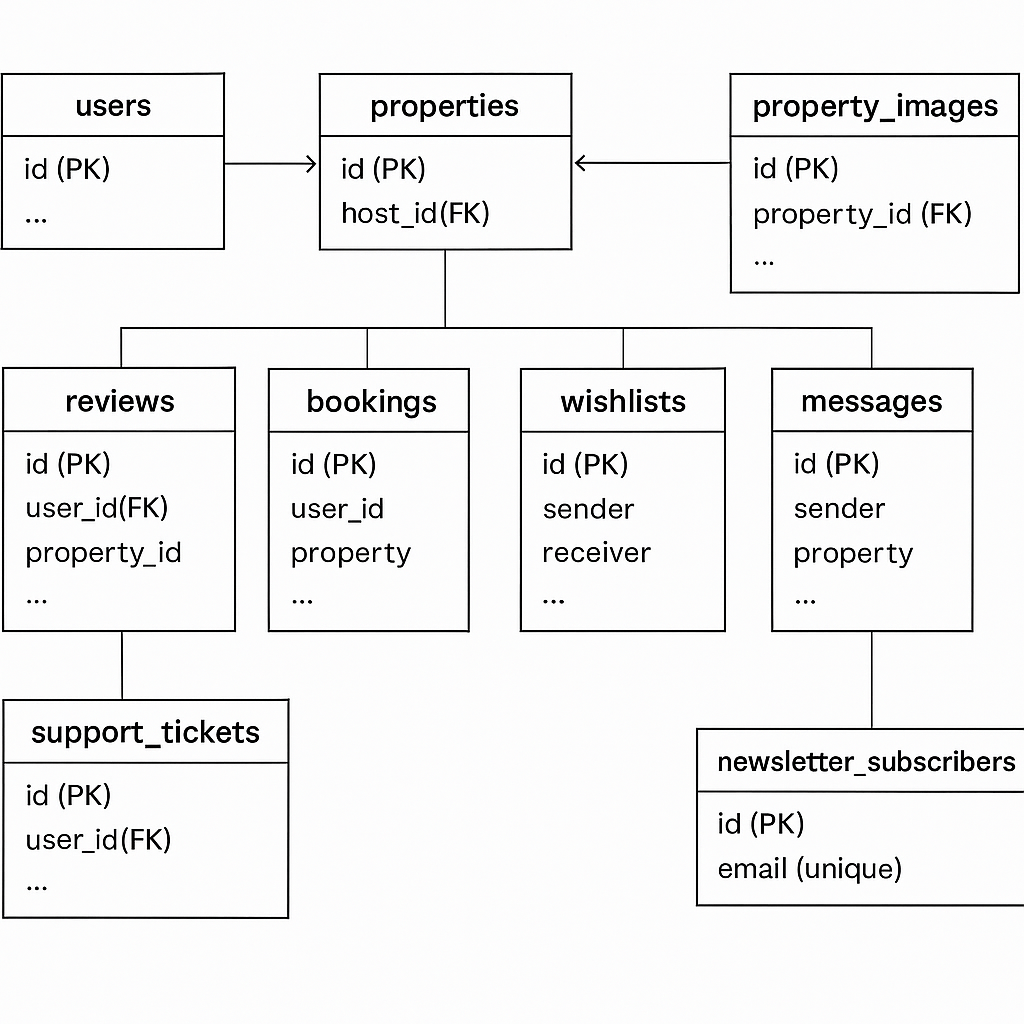 users
id (PK)
...
properties
id (PK)
host_id(FK)
property_images
id (PK)
property_id (FK)
...
reviews
id (PK)
user_id(FK)
property_id
...
bookings
id (PK)
user_id
property
...
wishlists
id (PK)
sender
receiver
...
messages
id (PK)
sender
property
...
support_tickets
id (PK)
user_id(FK)
...
newsletter_subscribers
id (PK)
email (unique)